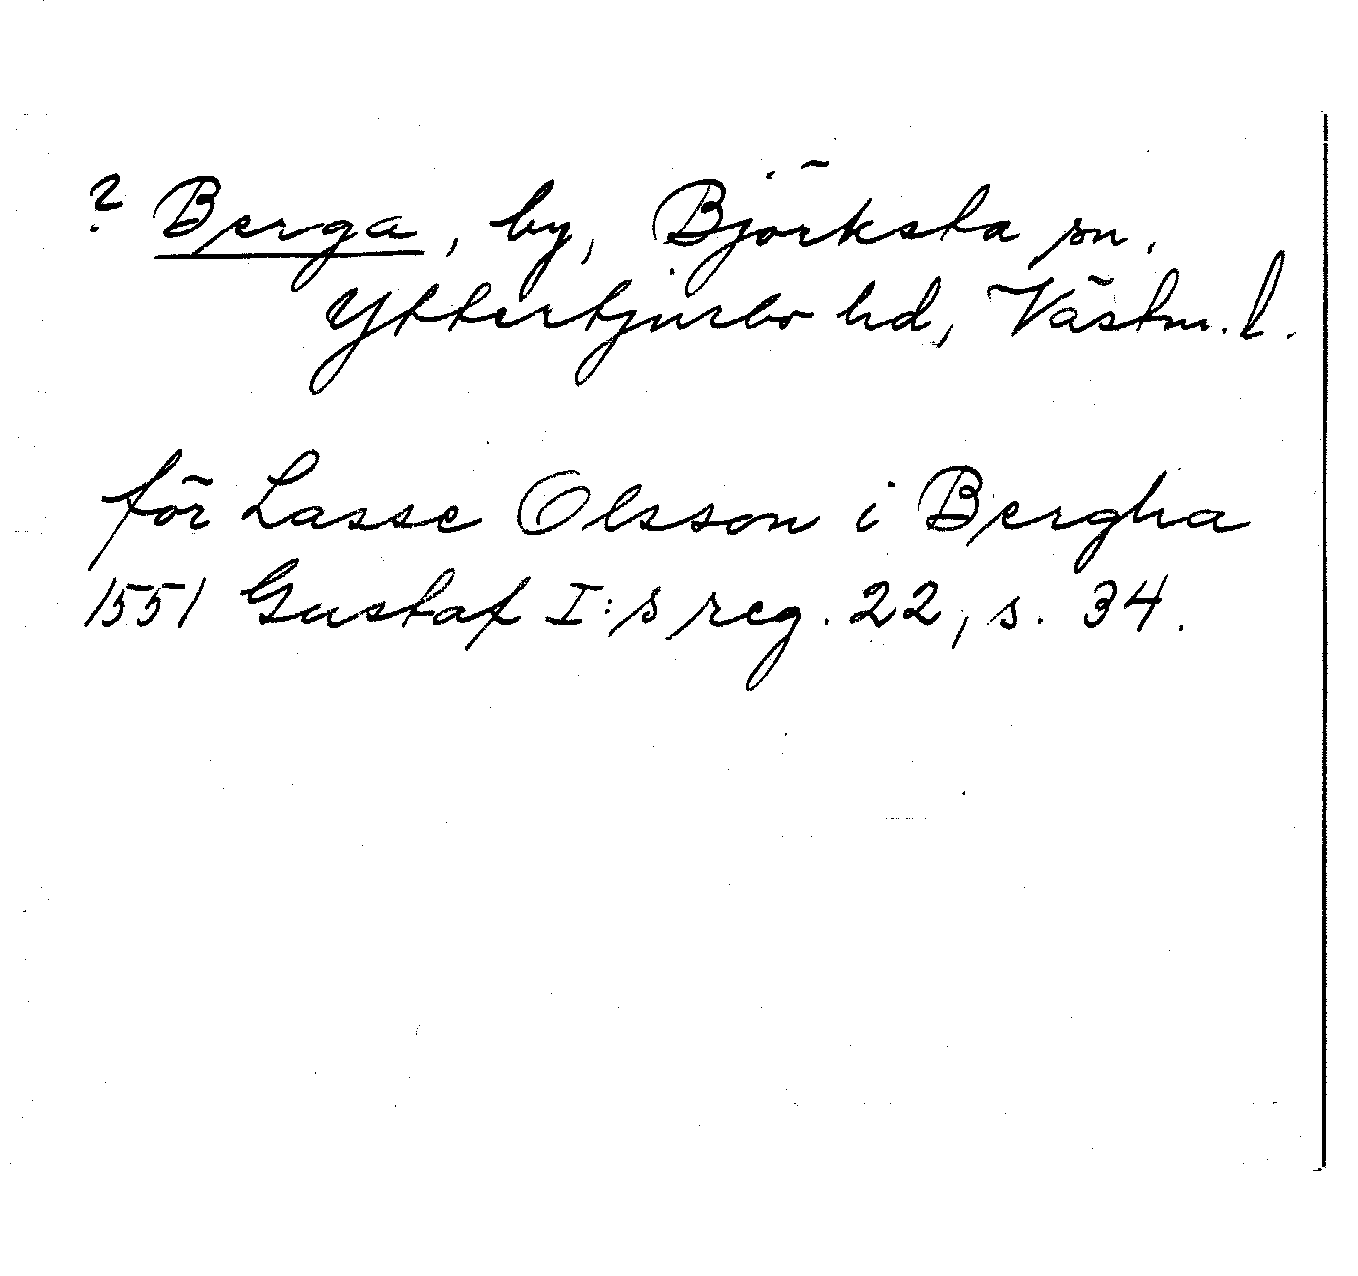 ? Berga, by, Björksta sn.
Yttertjurbo hd, Västm. l.
för Lasse Olsson i Bergha
1551 Gustaf I:s reg. 22, s. 34.